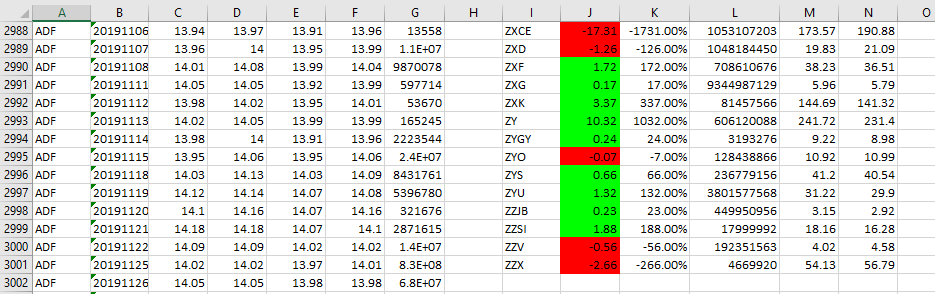 A B C D E F G H I J K L M N O
2988 ADF 20191106 13.94 13.97 13.91 13.96 13558 ZXCE -17.31 -1731.00% 1053107203 173.57 190.88
2989 ADF 20191107 13.96 14 13.95 13.99 1.1E+07 ZXD -1.26 -126.00% 1048184450 19.83 21.09
2990 ADF 20191108 14.01 14.08 13.99 14.04 9870078 ZXF 1.72 172.00% 708610676 38.23 36.51
2991 ADF 20191111 14.05 14.05 13.92 13.99 597714 ZXG 0.17 17.00% 9344987129 5.96 5.79
2992 ADF 20191112 13.98 14.02 13.95 14.01 53670 ZXK 3.37 337.00% 81457566 144.69 141.32
2993 ADF 20191113 14.02 14.05 13.99 13.99 165245 ZY 10.32 1032.00% 606120088 241.72 231.4
2994 ADF 20191114 13.98 14 13.91 13.96 2223544 ZYGY 0.24 24.00% 3193276 9.22 8.98
2995 ADF 20191115 13.95 14.06 13.95 14.06 2.4E+07 ZYO -0.07 -7.00% 128438866 10.92 10.99
2996 ADF 20191118 14.03 14.13 14.03 14.09 8431761 ZYS 0.66 66.00% 236779156 41.2 40.54
2997 ADF 20191119 14.12 14.14 14.07 14.08 5396780 ZYU 1.32 132.00% 3801577568 31.22 29.9
2998 ADF 20191120 14.1 14.16 14.07 14.16 321676 ZZJB 0.23 23.00% 449950956 3.15 2.92
2999 ADF 20191121 14.18 14.18 14.07 14.1 2871615 ZZSI 1.88 188.00% 17999992 18.16 16.28
3000 ADF 20191122 14.09 14.09 14.02 14.02 1.4E+07 ZZV -0.56 -56.00% 192351563 4.02 4.58
3001 ADF 20191125 14.02 14.02 13.97 14.01 8.3E+08 ZZX -2.66 -266.00% 4669920 54.13 56.79
3002 ADF 20191126 14.05 14.05 13.98 13.98 6.8E+07